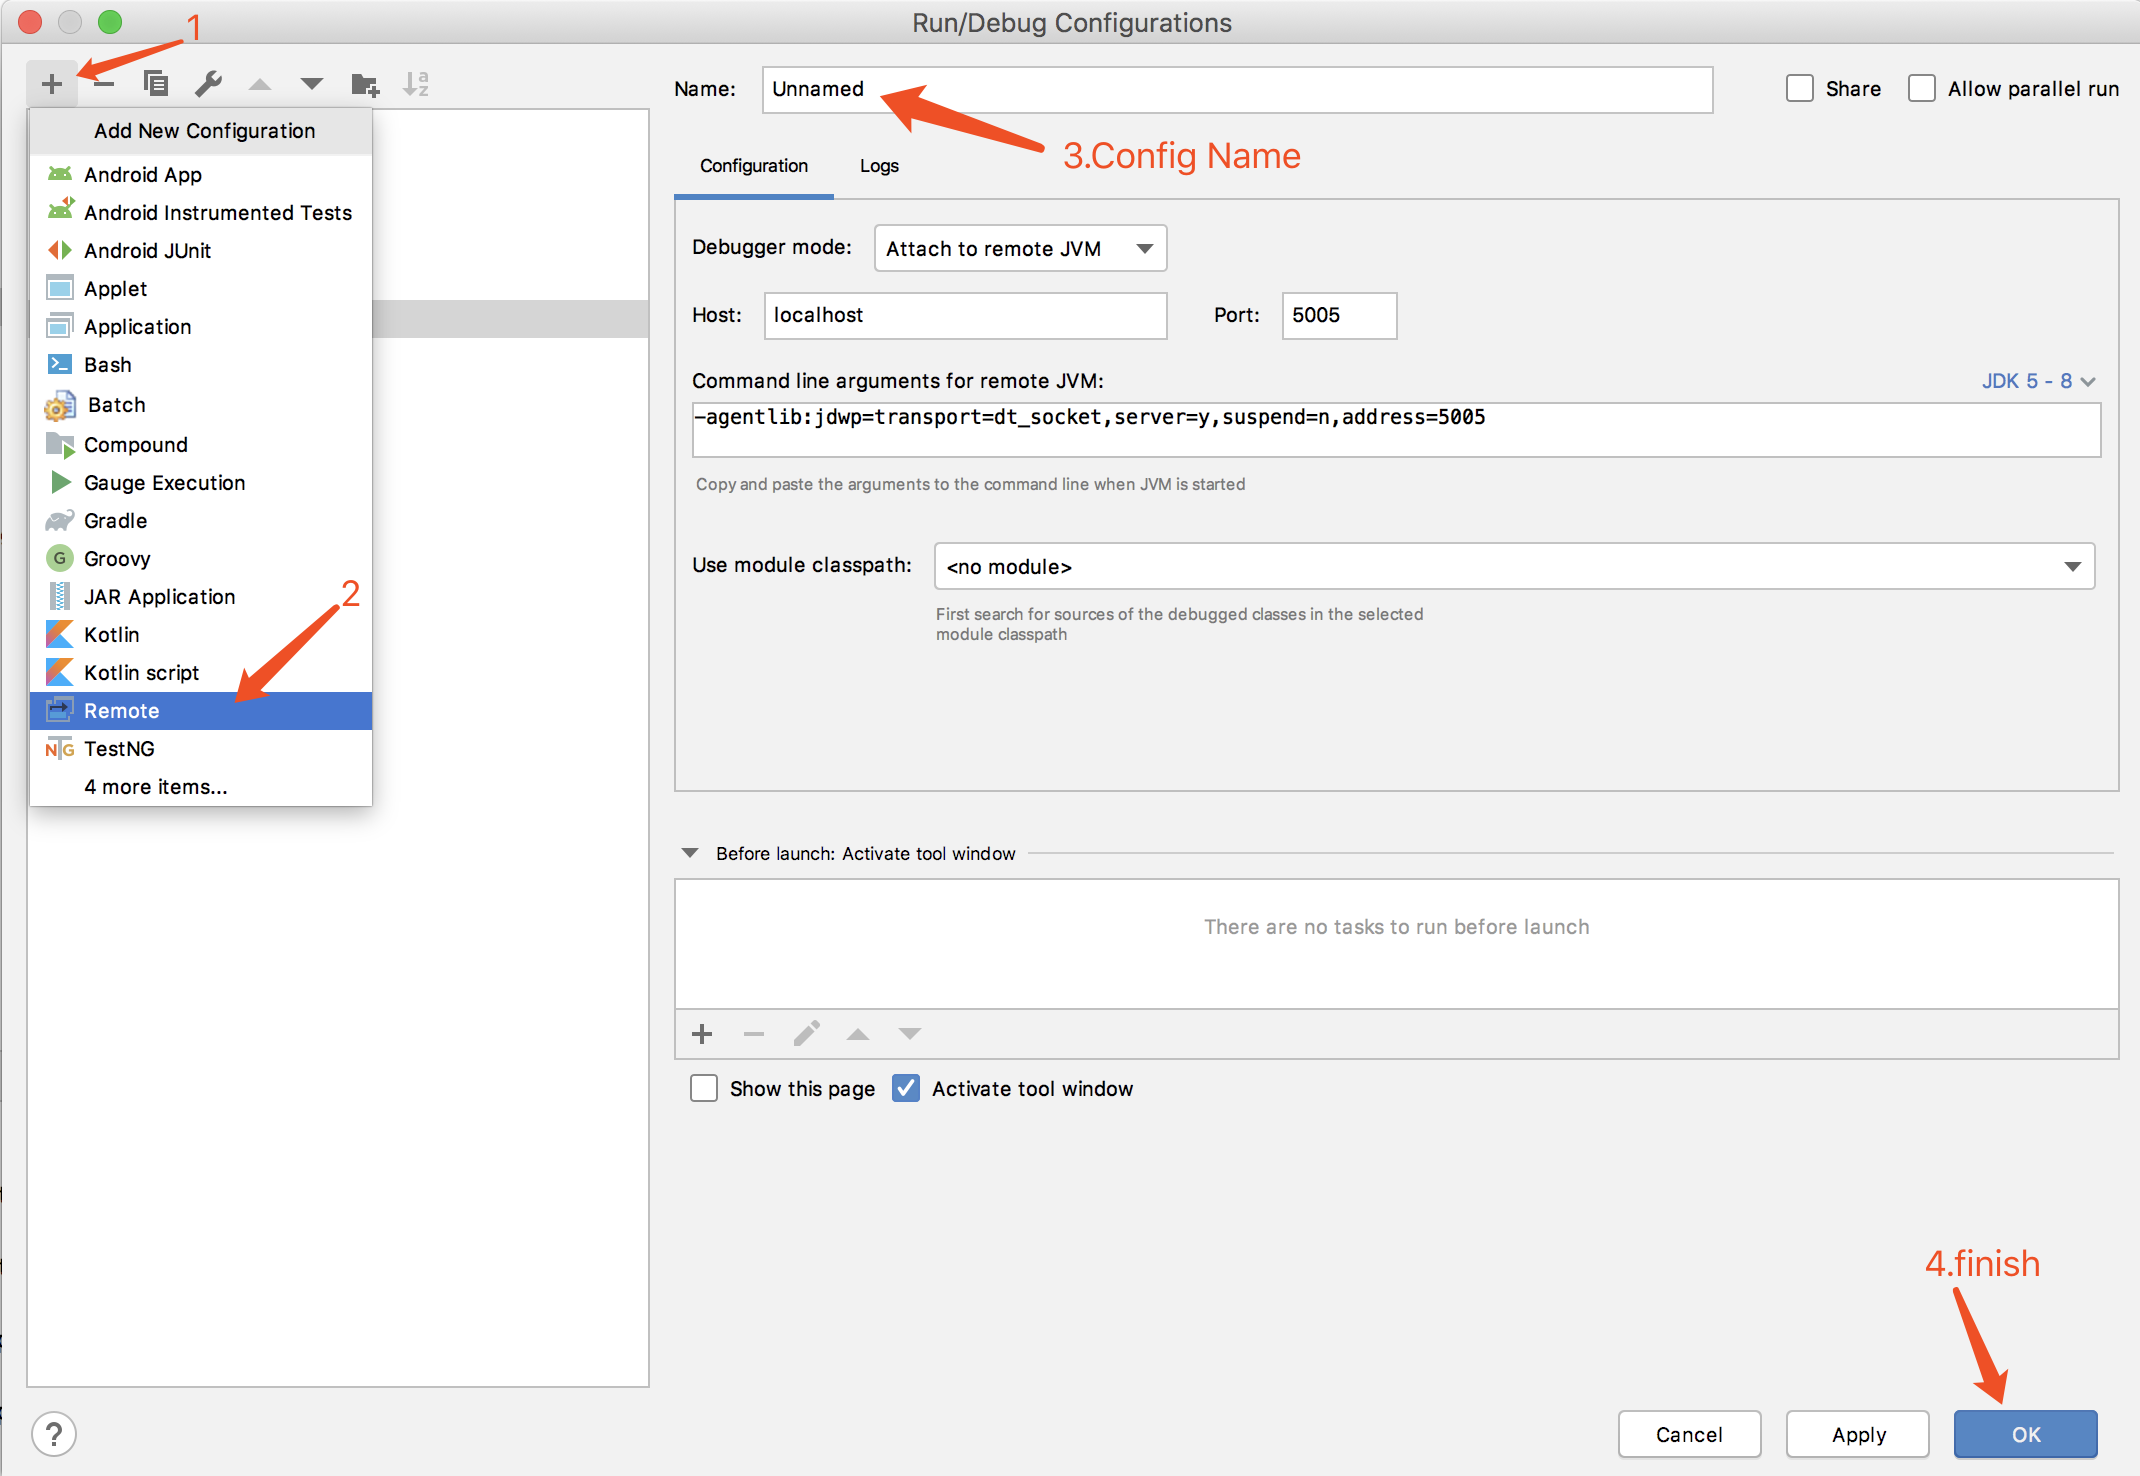 Run/Debug Configurations
1
Name: Unnamed
Share
Allow parallel run
3.Config Name
Add New Configuration
Android App
Android Instrumented Tests
Android JUnit
Applet
Application
Bash
Batch
Compound
Gauge Execution
Gradle
Groovy
JAR Application
2
Kotlin
Kotlin script
Remote
TestNG
4 more items...
Configuration
Logs
Debugger mode: Attach to remote JVM
Host: localhost
Port: 5005
Command line arguments for remote JVM:
JDK 5 - 8
-agentlib:jdwp=transport=dt_socket,server=y,suspend=n,address=5005
Copy and paste the arguments to the command line when JVM is started
Use module classpath: <no module>
First search for sources of the debugged classes in the selected
module classpath
Before launch: Activate tool window
There are no tasks to run before launch
Show this page
Activate tool window
4.finish
?
Cancel
Apply
OK